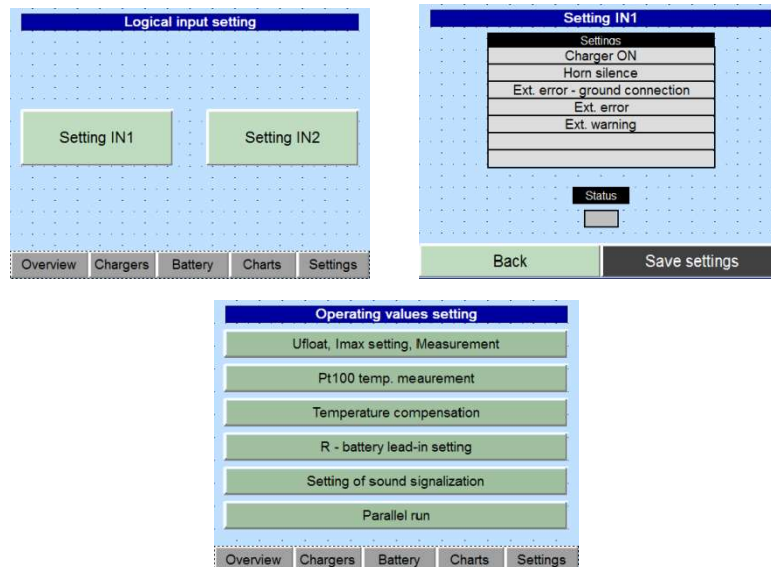 Logical input setting
Setting IN1
Setting IN2
Overview Chargers Battery Charts Settings
Setting IN1
Settings
Charger ON
Horn silence
Ext. error - ground connection
Ext. error
Ext. warning
Status
Back
Save settings
Operating values setting
Ufloat, Imax setting, Measurement
Pt100 temp. meaurement
Temperature compensation
R - battery lead-in setting
Setting of sound signalization
Parallel run
Overview Chargers Battery Charts Settings